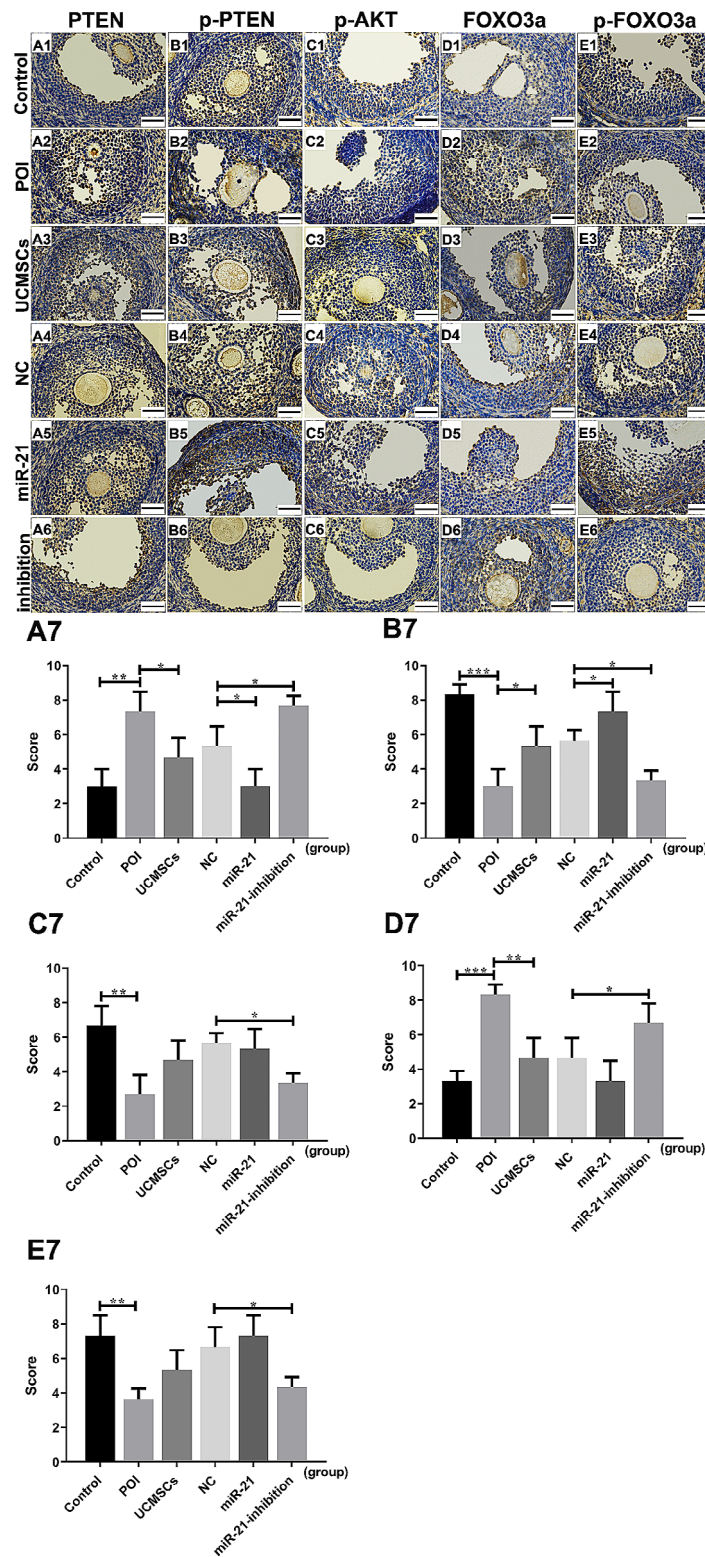 PTEN p-PTEN p-AKT FOXO3a p-FOXO3a
Control A1 B1 C1 D1 E1
POI A2 B2 C2 D2 E2
UCMSCs A3 B3 C3 D3 E3
NC A4 B4 C4 D4 E4
miR-21 A5 B5 C5 D5 E5
inhibition A6 B6 C6 D6 E6
A7
10
8
6
4
2
0
Score
** * * *
(group)
Control POI UCMSCs NC miR-21 miR-21-inhibition
B7
10
8
6
4
2
0
Score
*** * * *
(group)
Control POI UCMSCs NC miR-21 miR-21-inhibition
C7
10
8
6
4
2
0
Score
** *
(group)
Control POI UCMSCs NC miR-21 miR-21-inhibition
D7
10
8
6
4
2
0
Score
*** ** *
(group)
Control POI UCMSCs NC miR-21 miR-21-inhibition
E7
10
8
6
4
2
0
Score
** *
(group)
Control POI UCMSCs NC miR-21 miR-21-inhibition